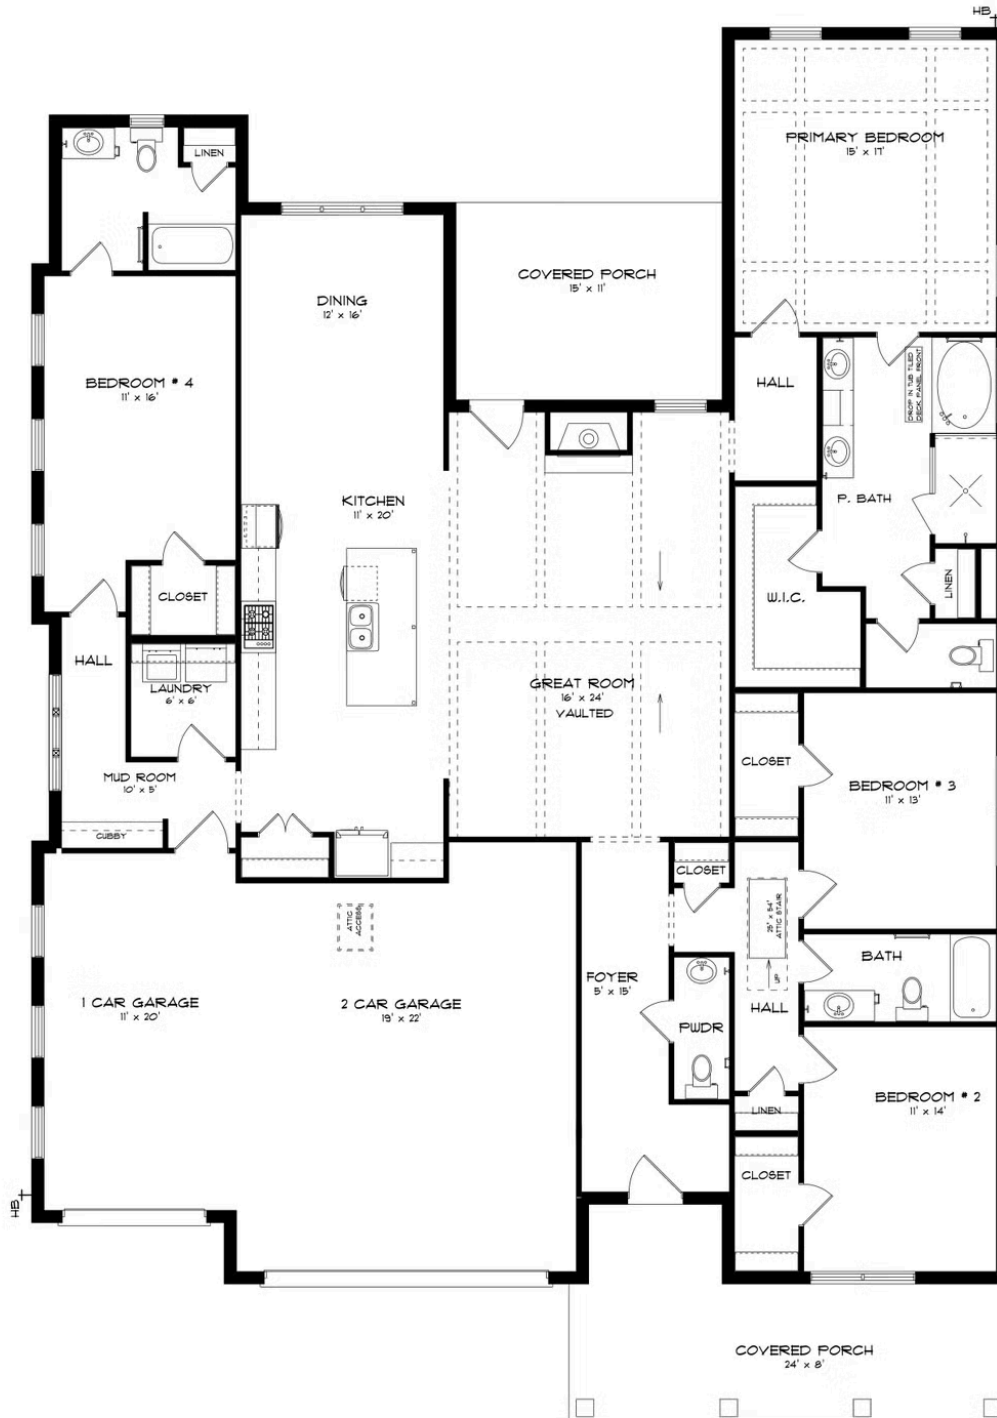 HB
PRIMARY BEDROOM
15' x 17'
LINEN
COVERED PORCH
15' x 11'
DINING
12' x 16'
BEDROOM # 4
11' x 16'
HALL
DROP IN TUB TILED
DECK, PANEL FRONT
KITCHEN
11' x 20'
P. BATH
CLOSET
W.I.C.
LINEN
HALL
LAUNDRY
6' x 6'
GREAT ROOM
16' x 24'
VAULTED
MUD ROOM
10' x 5'
CLOSET
BEDROOM # 3
11' x 13'
CUBBY
CLOSET
ATTIC
ACCESS
25" x 54"
ATTIC STAIR
UP
BATH
FOYER
5' x 15'
1 CAR GARAGE
11' x 20'
2 CAR GARAGE
19' x 22'
HALL
PWDR
BEDROOM # 2
11' x 14'
LINEN
CLOSET
HB
COVERED PORCH
24' x 8'